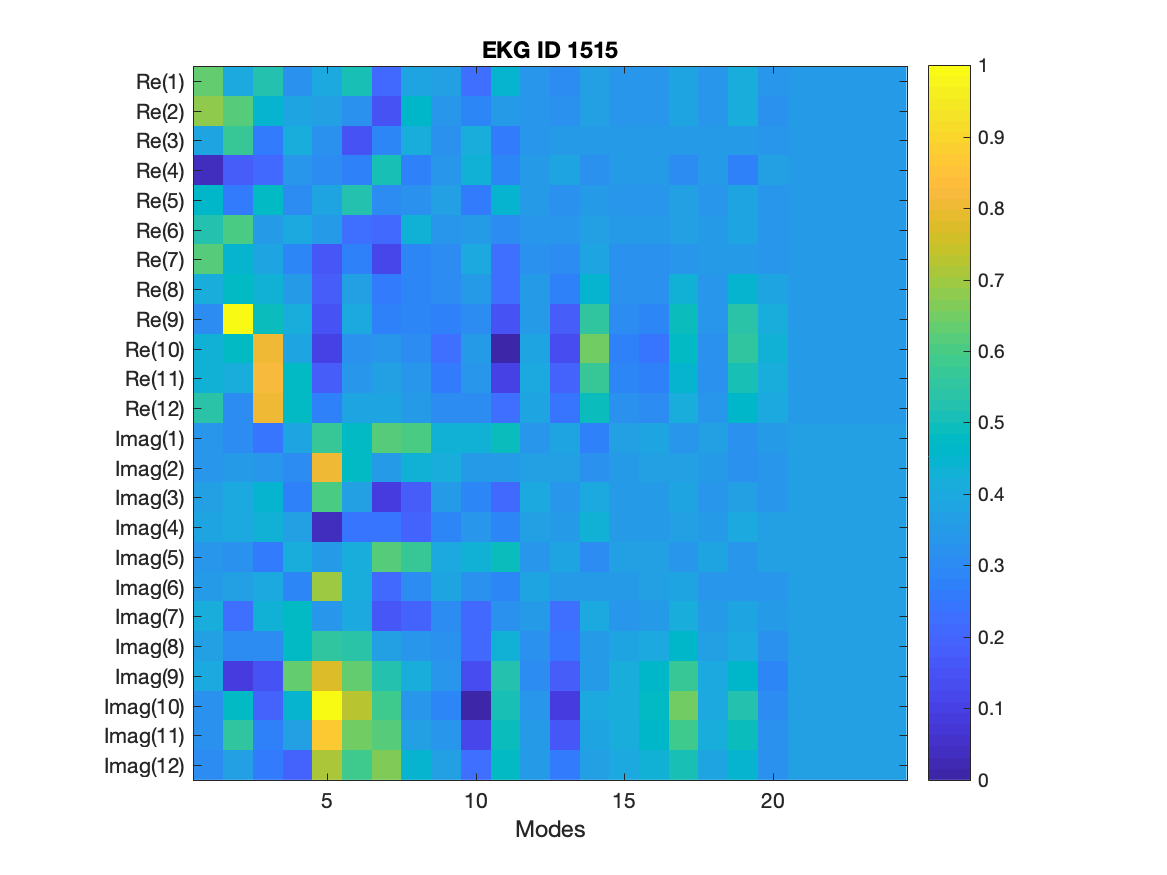 EKG ID 1515
Re(1)
Re(2)
Re(3)
Re(4)
Re(5)
Re(6)
Re(7)
Re(8)
Re(9)
Re(10)
Re(11)
Re(12)
Imag(1)
Imag(2)
Imag(3)
Imag(4)
Imag(5)
Imag(6)
Imag(7)
Imag(8)
Imag(9)
Imag(10)
Imag(11)
Imag(12)
5 10 15 20
Modes
1
0.9
0.8
0.7
0.6
0.5
0.4
0.3
0.2
0.1
0